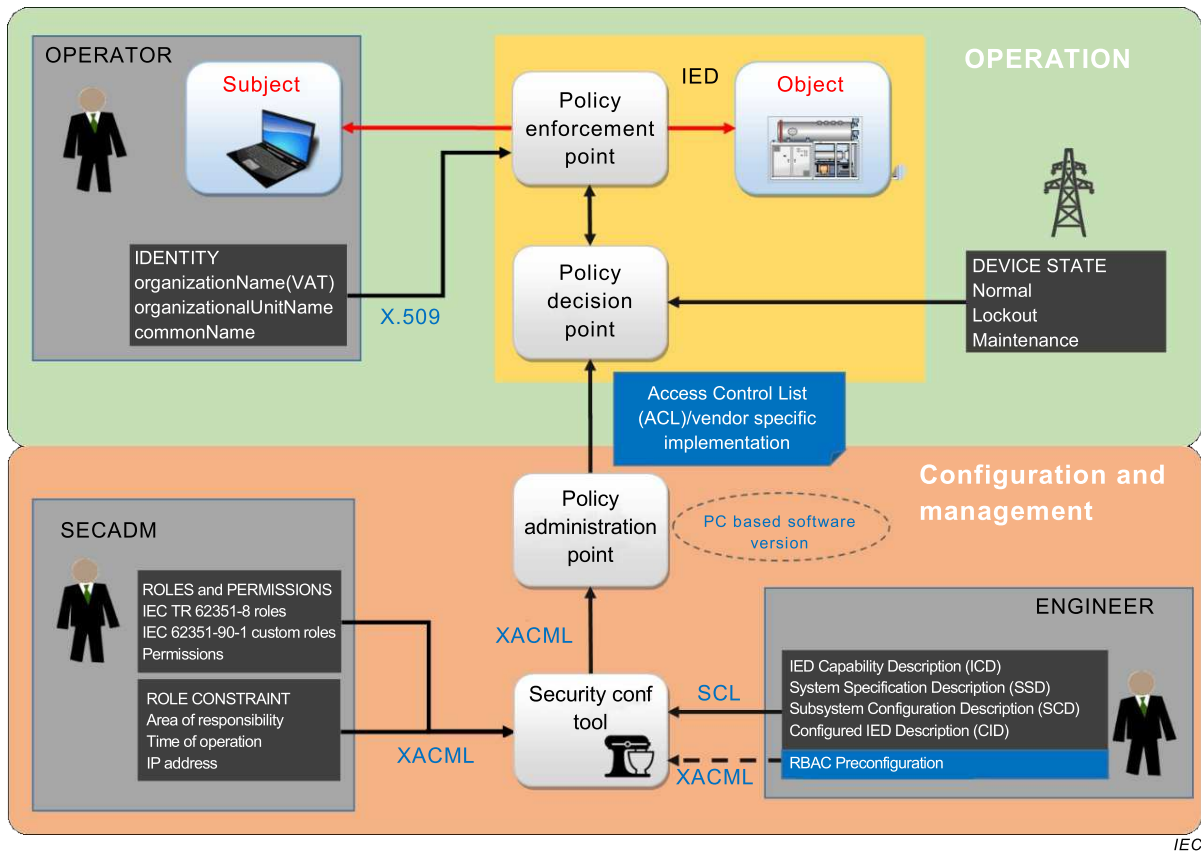 OPERATOR
Subject
IED
Policy
enforcement
point
Object
OPERATION
IDENTITY
organizationName(VAT)
organizationalUnitName
commonName
X.509
Policy
decision
point
DEVICE STATE
Normal
Lockout
Maintenance
Access Control List
(ACL)/vendor specific
implementation
Configuration and
management
Policy
administration
point
PC based software
version
SECADM
ROLES and PERMISSIONS
IEC TR 62351-8 roles
IEC 62351-90-1 custom roles
Permissions
ROLE CONSTRAINT
Area of responsibility
Time of operation
IP address
XACML
XACML
Security conf
tool
SCL
XACML
ENGINEER
IED Capability Description (ICD)
System Specification Description (SSD)
Subsystem Configuration Description (SCD)
Configured IED Description (CID)
RBAC Preconfiguration
IEC